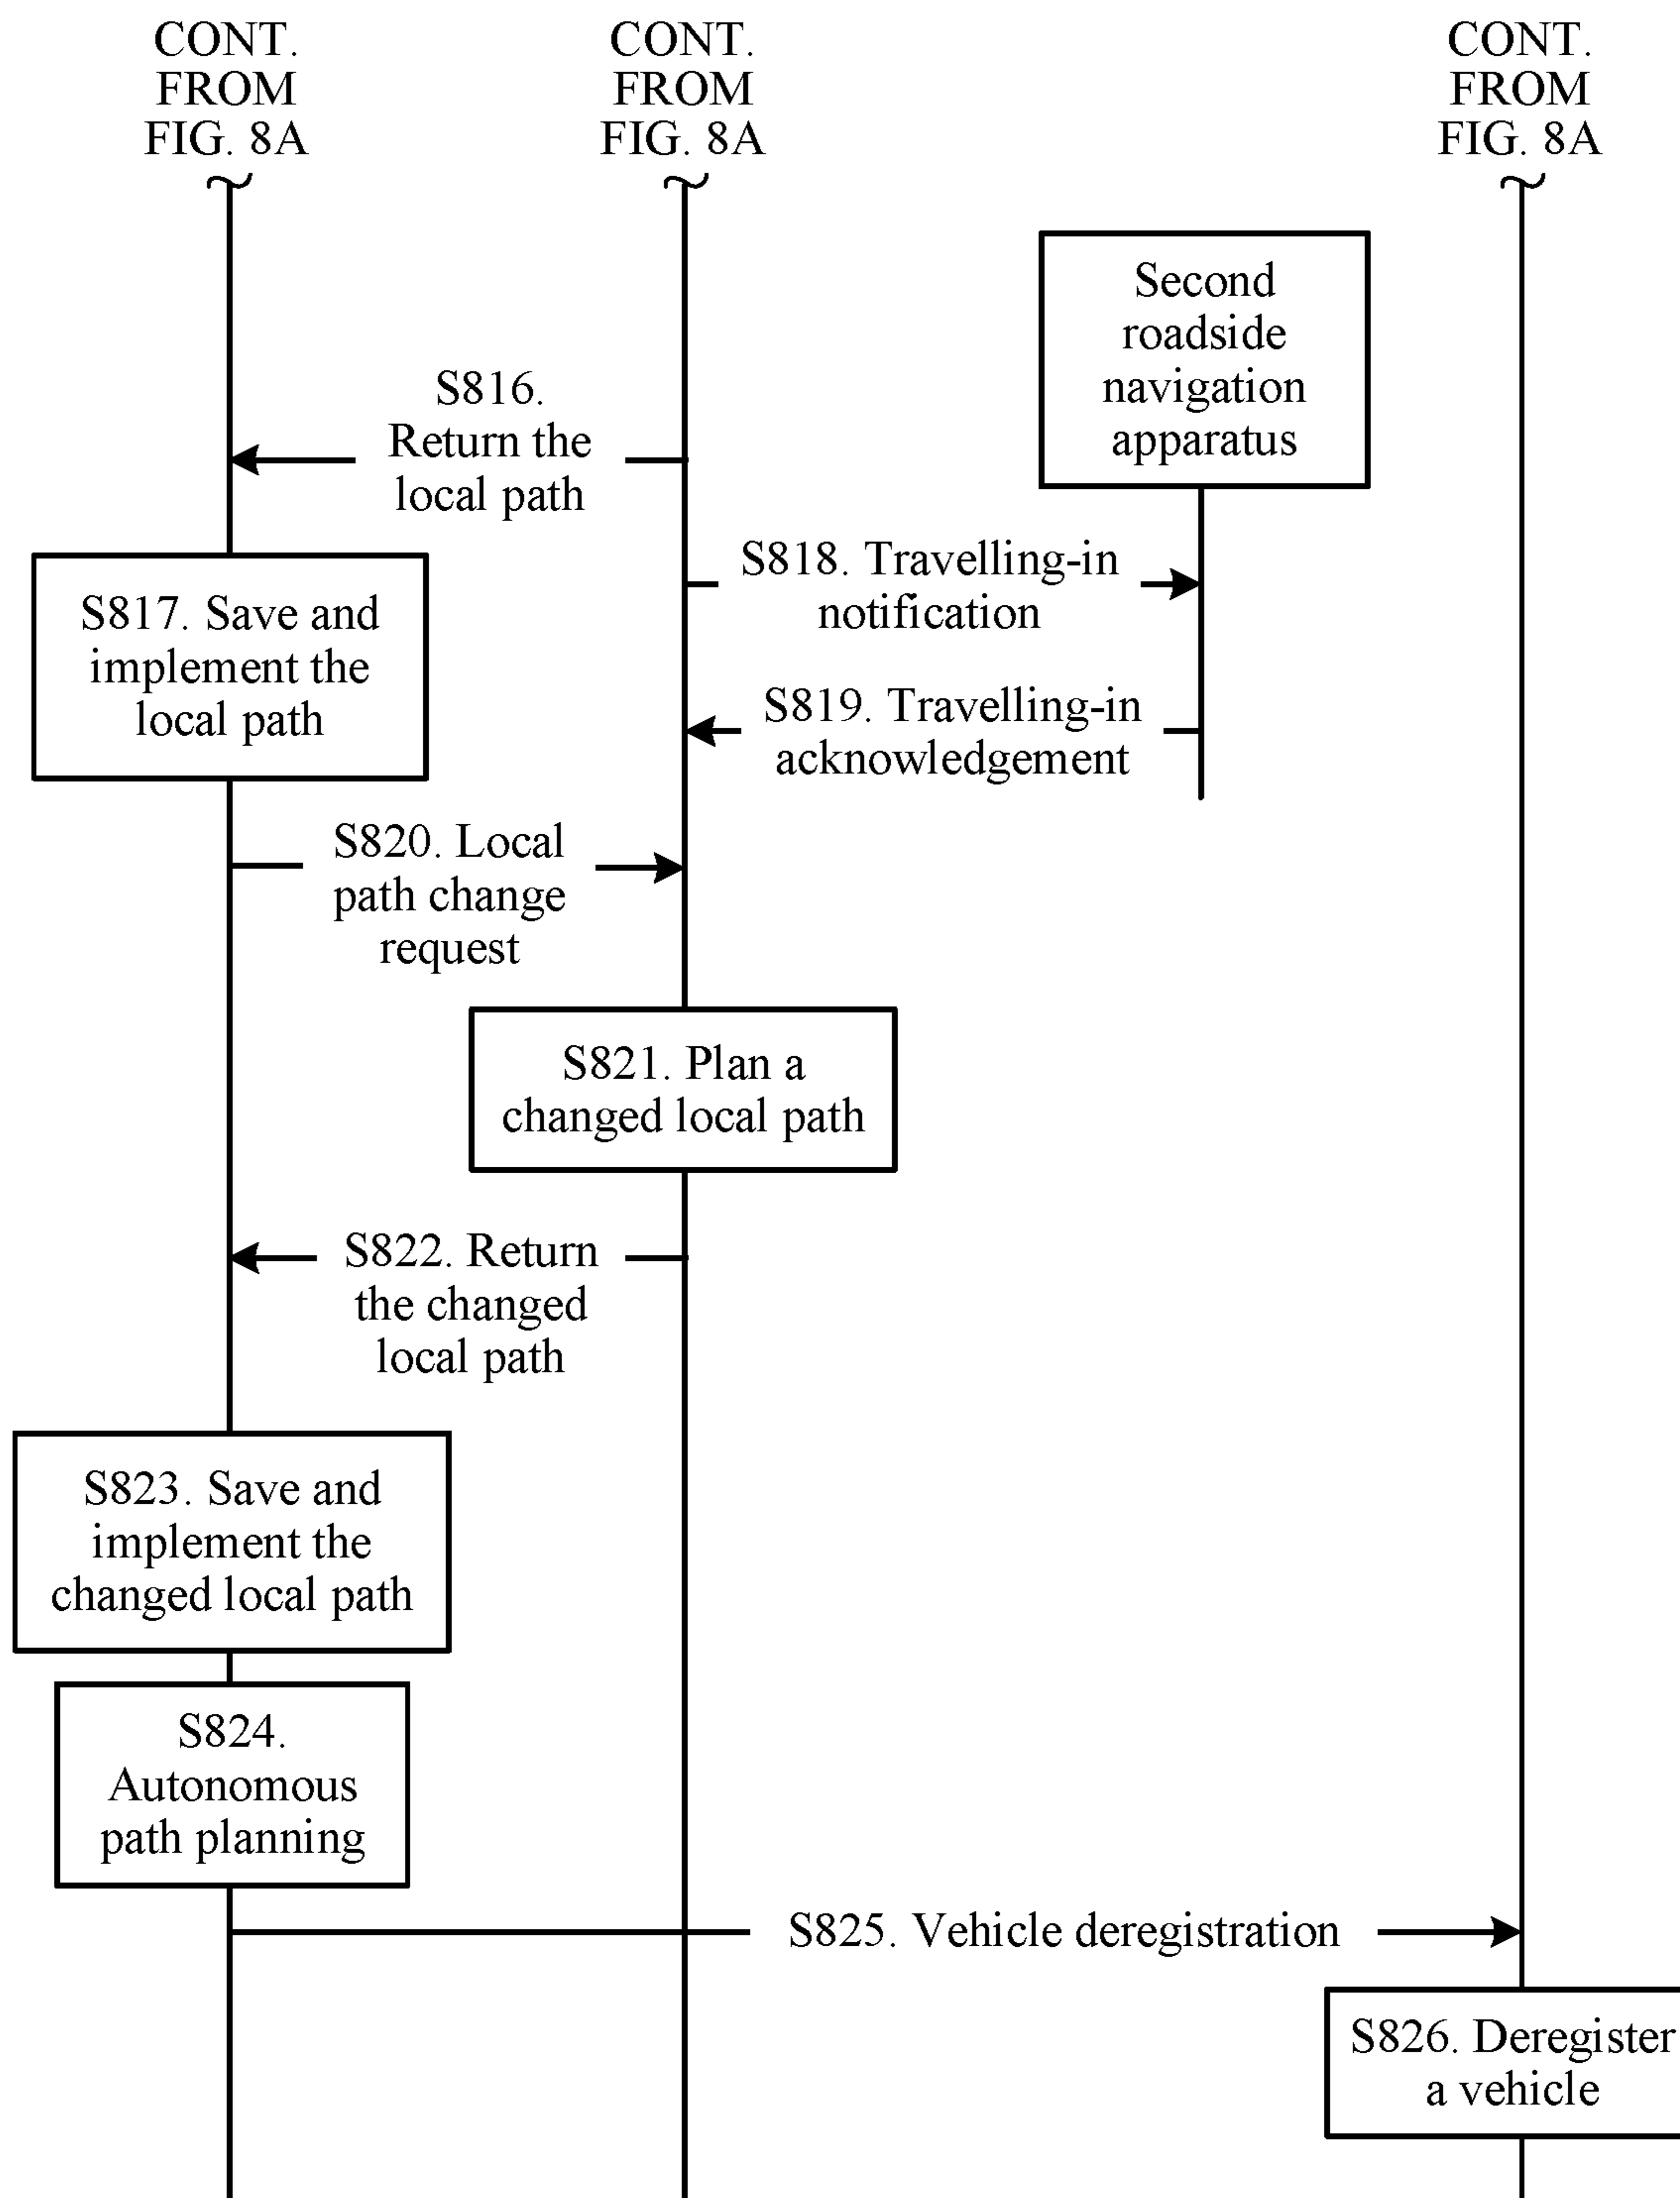 CONT.
FROM
FIG. 8A
CONT.
FROM
FIG. 8A
CONT.
FROM
FIG. 8A
Second
roadside
navigation
apparatus
S816.
Return the
local path
S818. Travelling-in
notification
S817. Save and
implement the
local path
S819. Travelling-in
acknowledgement
S820. Local
path change
request
S821. Plan a
changed local path
S822. Return
the changed
local path
S823. Save and
implement the
changed local path
S824.
Autonomous
path planning
S825. Vehicle deregistration
S826. Deregister
a vehicle